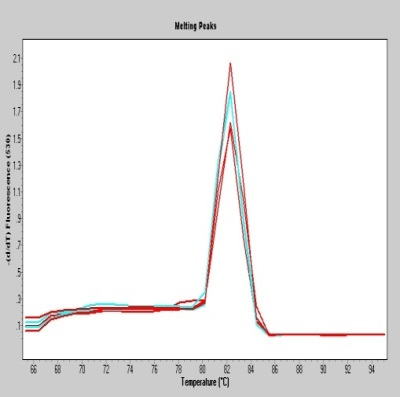 Melting Peaks
-(d/dT) Fluorescence (530)
2.1
1.9
1.7
1.5
1.3
1.1
.9
.7
.5
.3
.1
66 68 70 72 74 76 78 80 82 84 86 88 90 92 94
Temperature (°C)